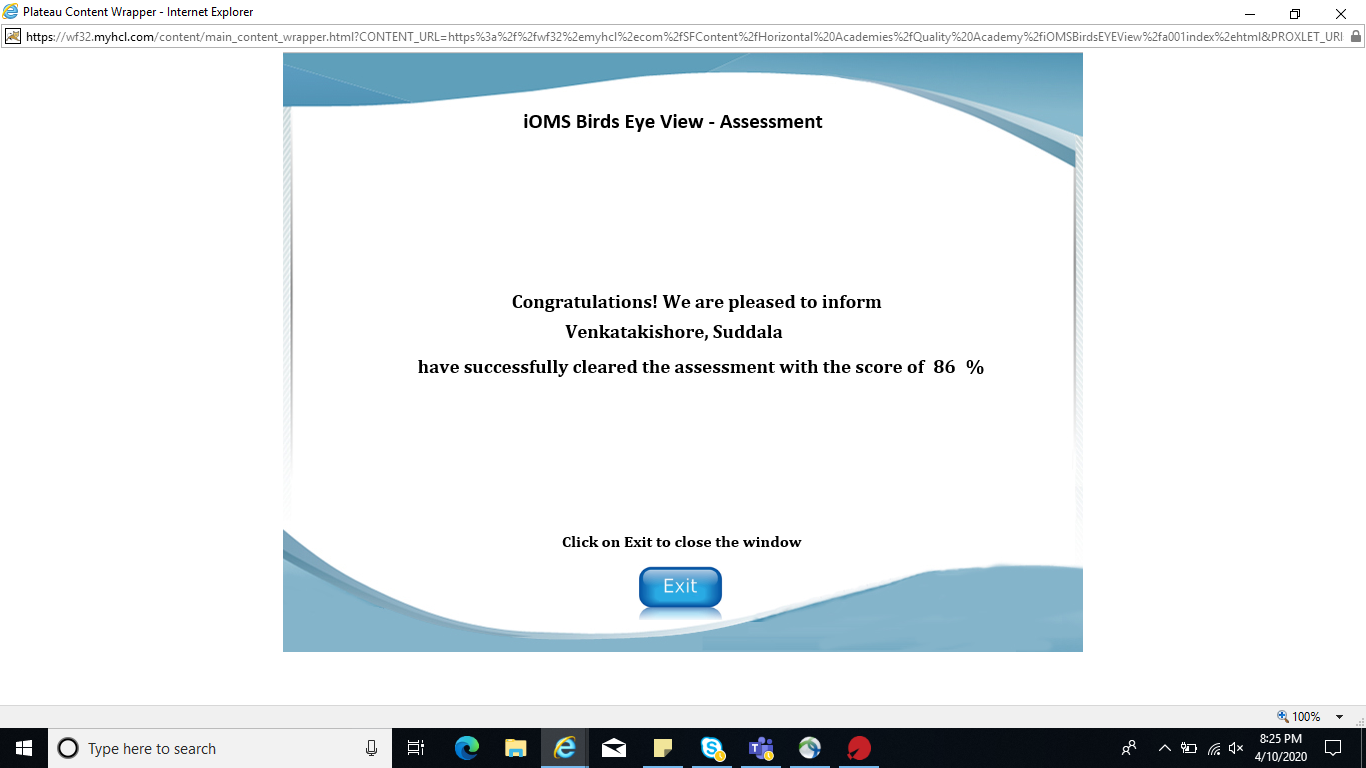 Plateau Content Wrapper - Internet Explorer
https://wf32.myhcl.com/content/main_content_wrapper.html?CONTENT_URL=https%3a%2f%2fwf32%2emyhcl%2ecom%2fSFContent%2fHorizontal%20Academies%2fQuality%20Academy%2fiOMSBirdsEYEView%2fa001index%2ehtml&PROXLET_URI
iOMS Birds Eye View - Assessment
Congratulations! We are pleased to inform
Venkatakishore, Suddala
have successfully cleared the assessment with the score of 86 %
Click on Exit to close the window
Exit
100%
Type here to search
8:25 PM
4/10/2020